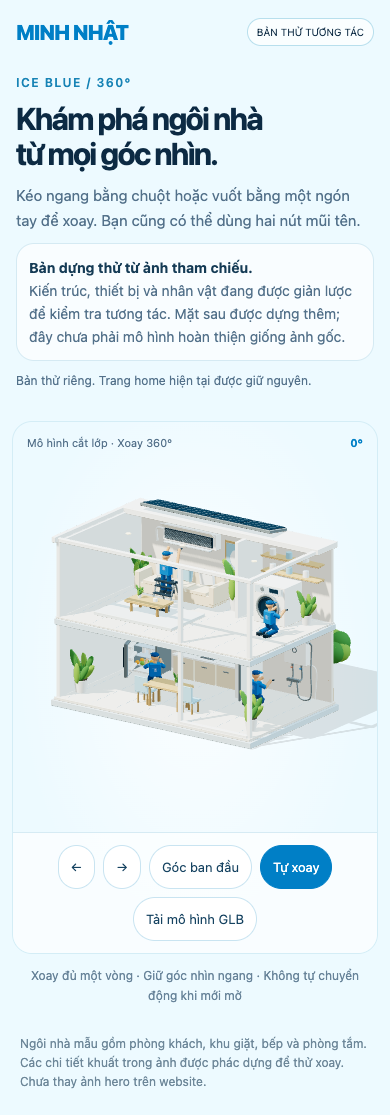 MINH NHẬT
BẢN THỬ TƯƠNG TÁC
ICE BLUE / 360°
Khám phá ngôi nhà
từ mọi góc nhìn.
Kéo ngang bằng chuột hoặc vuốt bằng một ngón
tay để xoay. Bạn cũng có thể dùng hai nút mũi tên.
Bản dựng thử từ ảnh tham chiếu.
Kiến trúc, thiết bị và nhân vật đang được giản lược
để kiểm tra tương tác. Mặt sau được dựng thêm;
đây chưa phải mô hình hoàn thiện giống ảnh gốc.
Bản thử riêng. Trang home hiện tại được giữ nguyên.
Mô hình cắt lớp · Xoay 360°
0°
← → Góc ban đầu Tự xoay
Tải mô hình GLB
Xoay đủ một vòng · Giữ góc nhìn ngang · Không tự chuyển
động khi mới mở
Ngôi nhà mẫu gồm phòng khách, khu giặt, bếp và phòng tắm.
Các chi tiết khuất trong ảnh được phác dựng để thử xoay.
Chưa thay ảnh hero trên website.